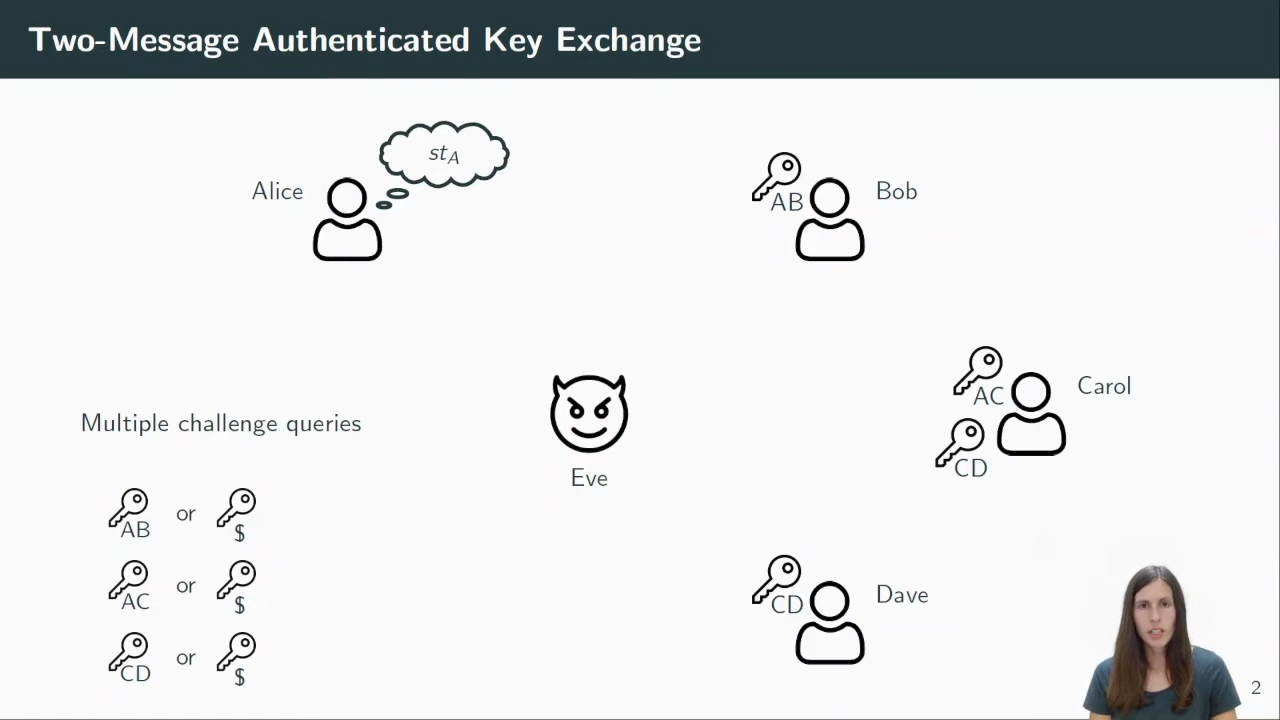 Two-Message Authenticated Key Exchange
st_A
Alice
AB
Bob
AC
Carol
CD
Multiple challenge queries
Eve
AB or $
AC or $
CD or $
CD
Dave
2